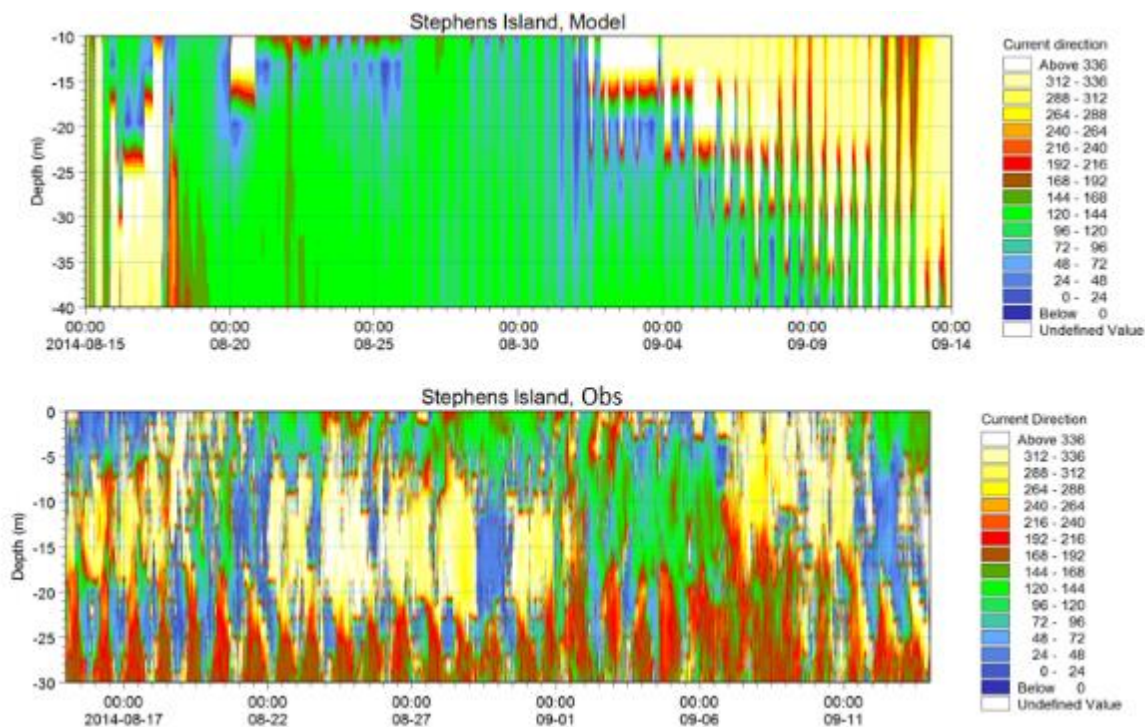 Stephens Island, Model
Depth (m)
-10
-15
-20
-25
-30
-35
-40
00:00 00:00 00:00 00:00 00:00 00:00 00:00
2014-08-15 08-20 08-25 08-30 09-04 09-09 09-14
Current direction
Above 336
312 - 336
288 - 312
264 - 288
240 - 264
216 - 240
192 - 216
168 - 192
144 - 168
120 - 144
96 - 120
72 - 96
48 - 72
24 - 48
0 - 24
Below 0
Undefined Value
Stephens Island, Obs
Depth (m)
0
-5
-10
-15
-20
-25
-30
00:00 00:00 00:00 00:00 00:00 00:00
2014-08-17 08-22 08-27 09-01 09-06 09-11
Current Direction
Above 336
312 - 336
288 - 312
264 - 288
240 - 264
216 - 240
192 - 216
168 - 192
144 - 168
120 - 144
96 - 120
72 - 96
48 - 72
24 - 48
0 - 24
Below 0
Undefined Value